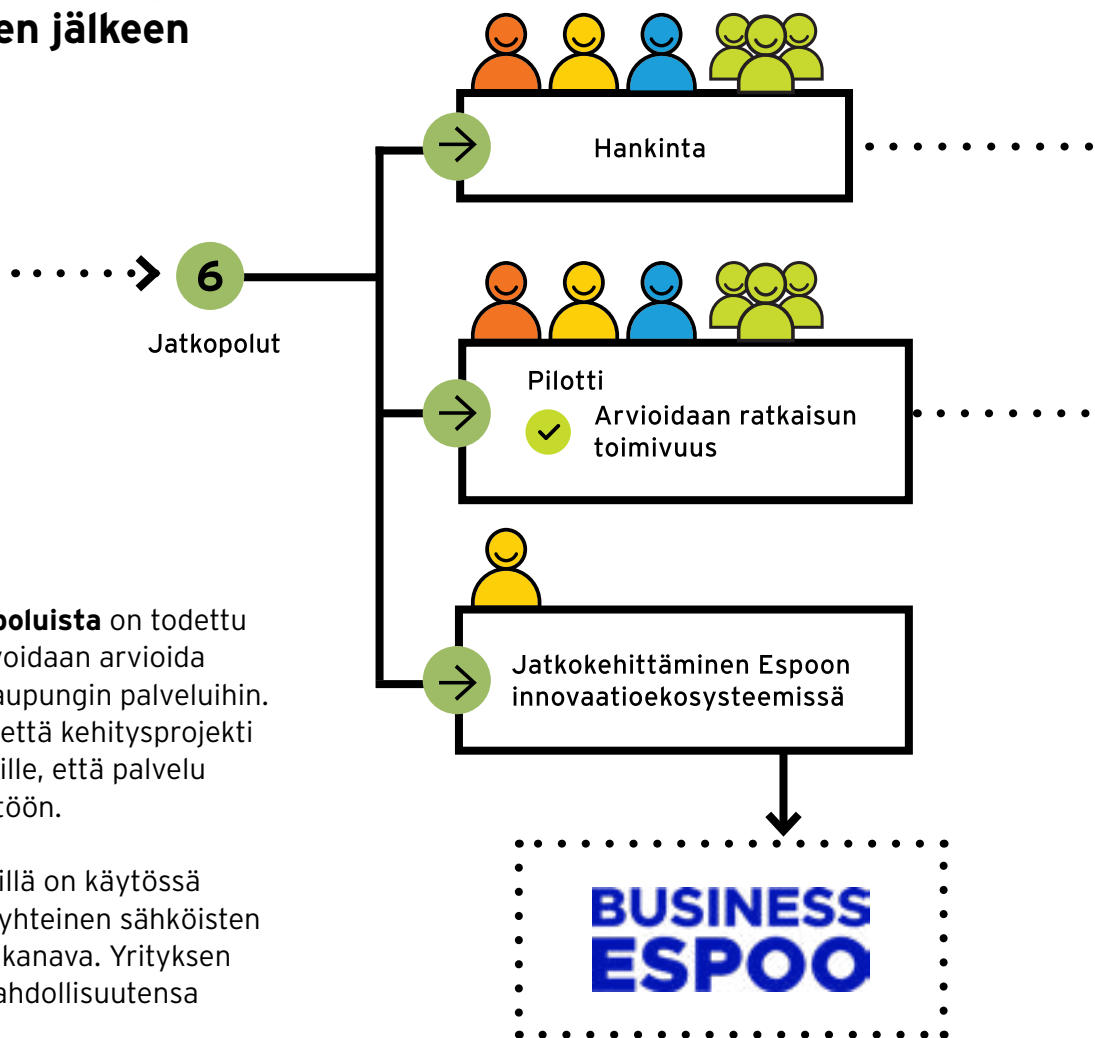 en jälkeen
Hankinta
6
Jatkopolut
Pilotti
Arvioidaan ratkaisun
toimivuus
Jatkokehittäminen Espoon
innovaatioekosysteemissä
BUSINESS
ESPOO
poluista on todettu
voidaan arvioida
aupungin palveluihin.
että kehitysprojekti
ille, että palvelu
töön.
illä on käytössä
yhteinen sähköisten
kanava. Yrityksen
ahdollisuutensa